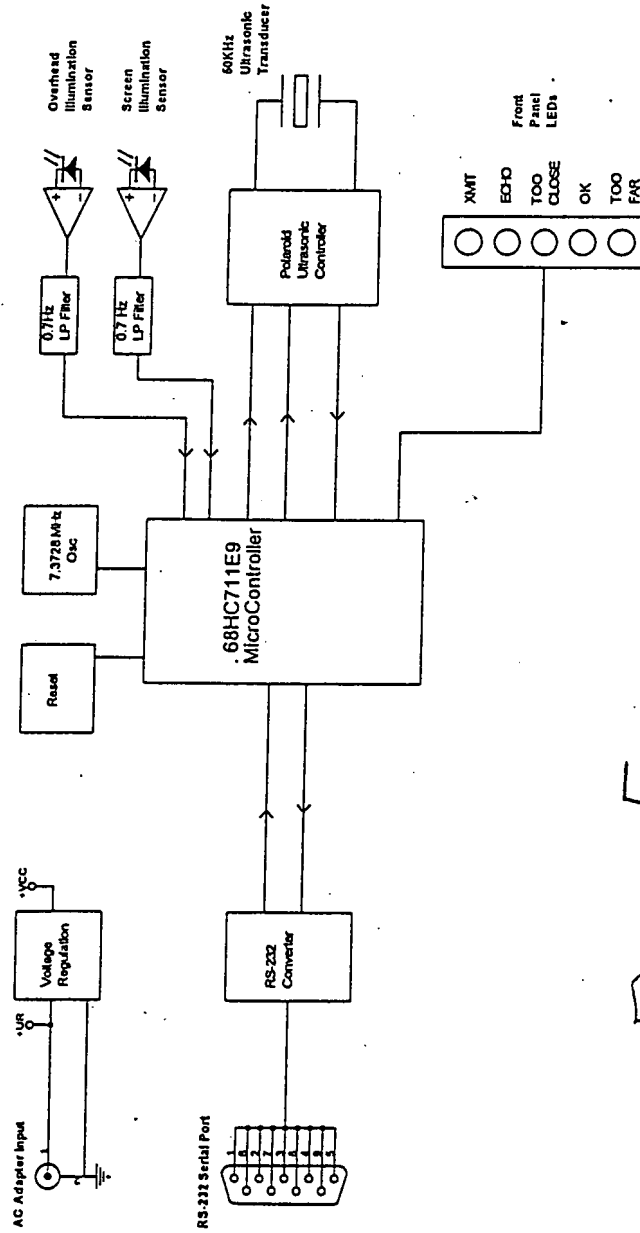 AC Adapter Input
1
2
+UR
Voltage
Regulation
+VCC
Reset
7.3728 MHz
Osc
0.7Hz
LP Filter
+
-
Overhead
Illumination
Sensor
0.7 Hz
LP Filter
+
-
Screen
Illumination
Sensor
RS-232 Serial Port
1
6
2
7
3
8
4
9
5
RS-232
Converter
68HC711E9
MicroController
Polaroid
Ultrasonic
Controller
60KHz
Ultrasonic
Transducer
XMIT
ECHO
TOO
CLOSE
OK
TOO
FAR
Front
Panel
LEDs